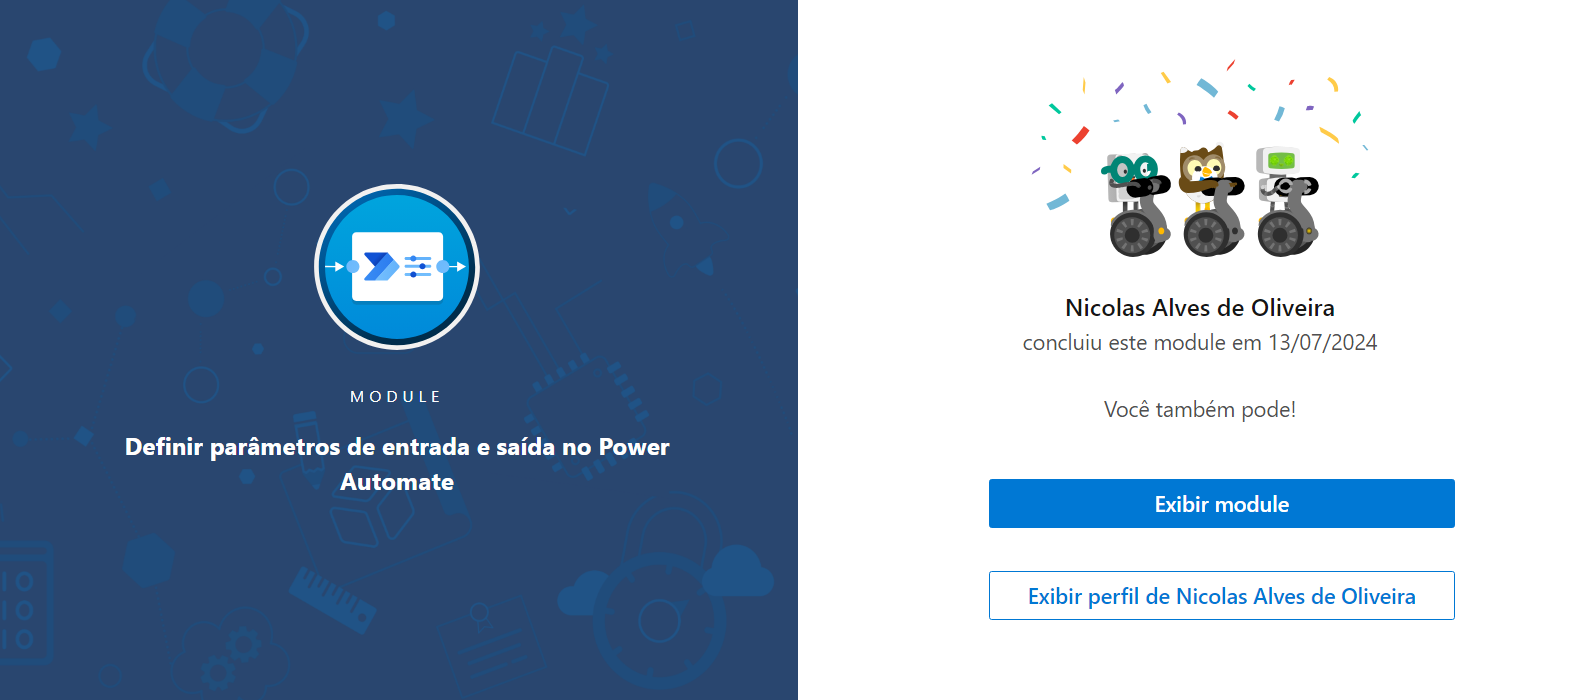 MODULE
Definir parâmetros de entrada e saída no Power
Automate
Nicolas Alves de Oliveira
concluiu este module em 13/07/2024
Você também pode!
Exibir module
Exibir perfil de Nicolas Alves de Oliveira